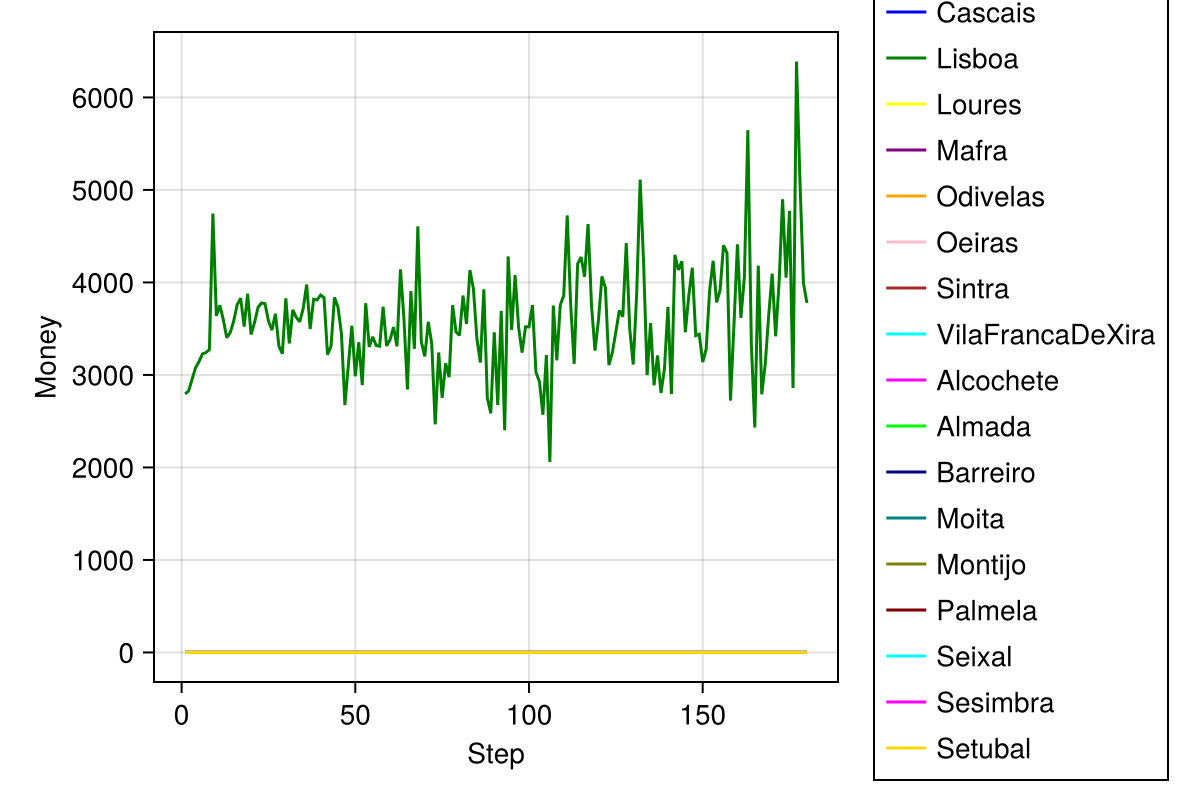 Money
6000
5000
4000
3000
2000
1000
0
0 50 100 150
Step
Cascais
Lisboa
Loures
Mafra
Odivelas
Oeiras
Sintra
VilaFrancaDeXira
Alcochete
Almada
Barreiro
Moita
Montijo
Palmela
Seixal
Sesimbra
Setubal